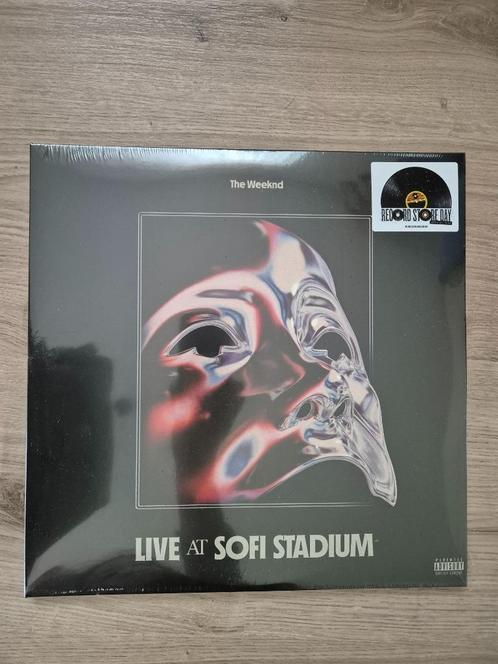 The Weeknd
RECORD STORE DAY
LIVE AT SOFI STADIUM
PARENTAL
ADVISORY
EXPLICIT CONTENT